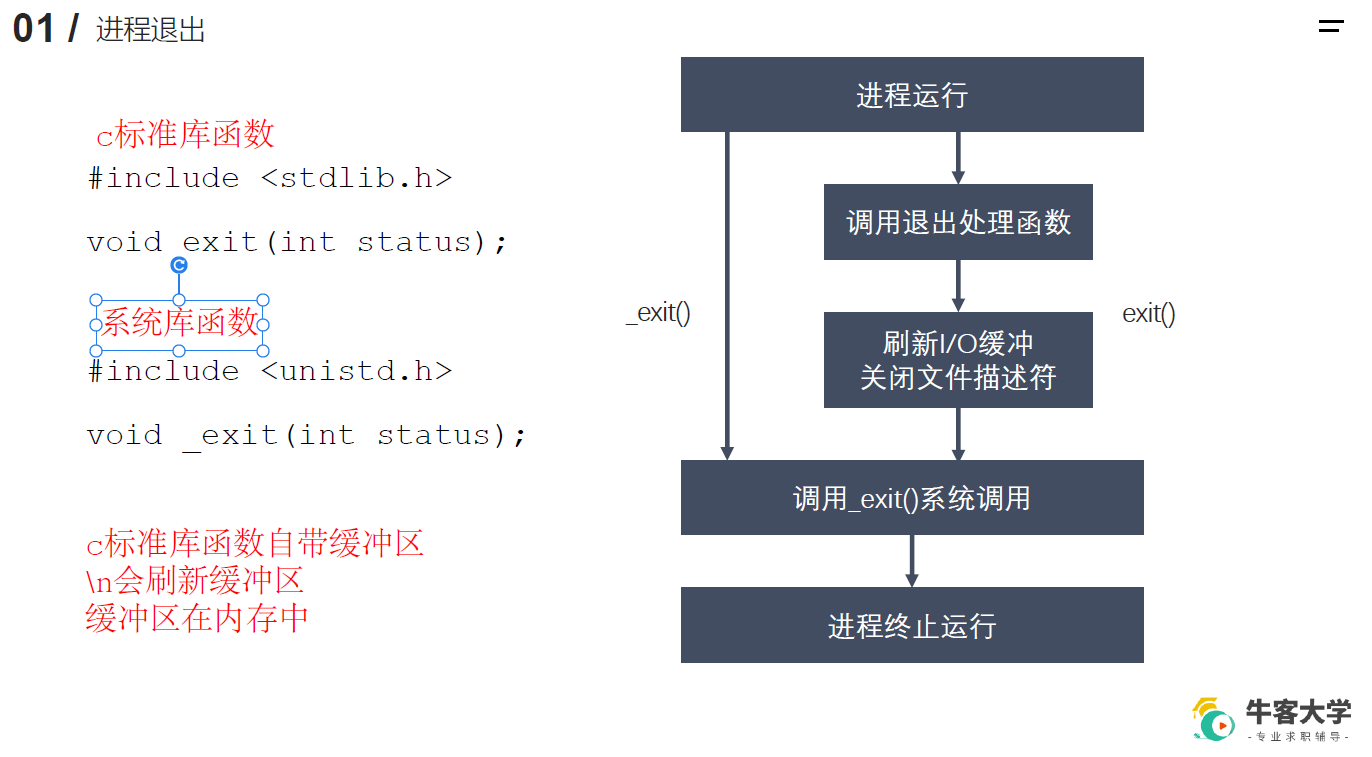 01 / 进程退出
c标准库函数
#include <stdlib.h>
void exit(int status);
系统库函数
#include <unistd.h>
void _exit(int status);
c标准库函数自带缓冲区
\n会刷新缓冲区
缓冲区在内存中
进程运行
调用退出处理函数
_exit()
exit()
刷新I/O缓冲
关闭文件描述符
调用_exit()系统调用
进程终止运行
牛客大学
-专业求职辅导-